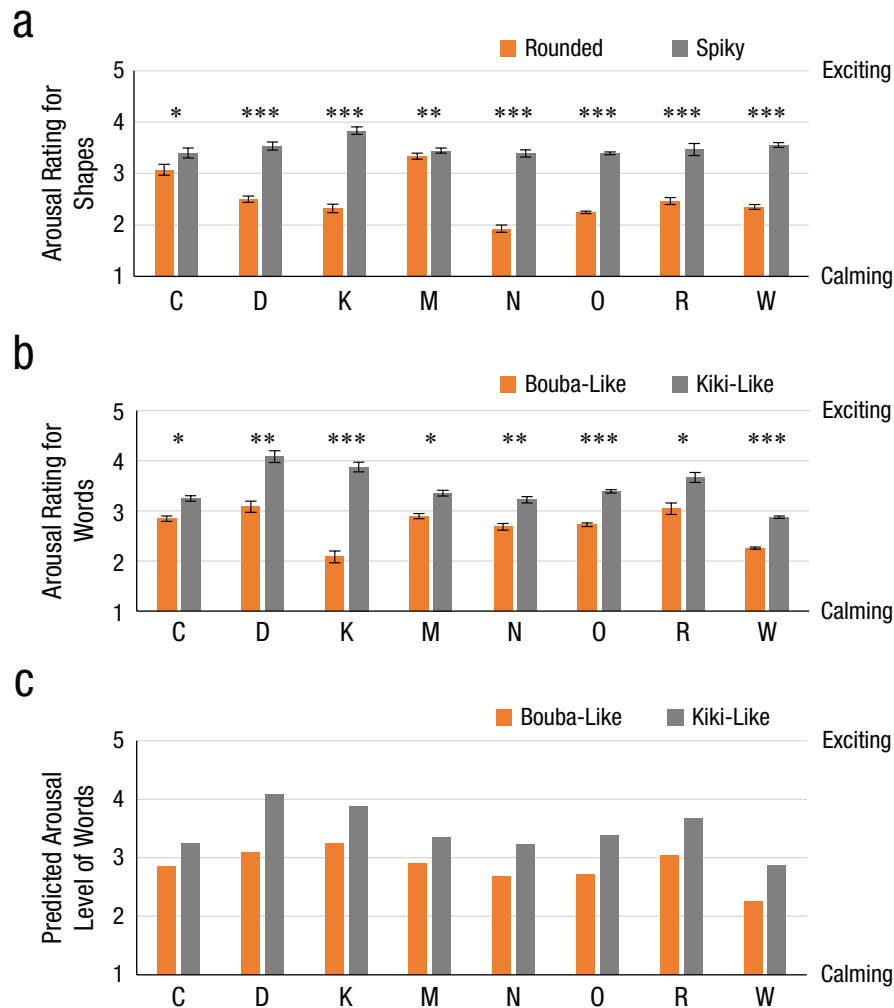 a
Rounded Spiky
Arousal Rating for
Shapes
5 Exciting
* *** *** ** *** *** *** ***
4
3
2
1 Calming
C D K M N O R W
b
Bouba-Like Kiki-Like
Arousal Rating for
Words
5 Exciting
* ** *** * ** *** * ***
4
3
2
1 Calming
C D K M N O R W
c
Bouba-Like Kiki-Like
Predicted Arousal
Level of Words
5 Exciting
4
3
2
1 Calming
C D K M N O R W